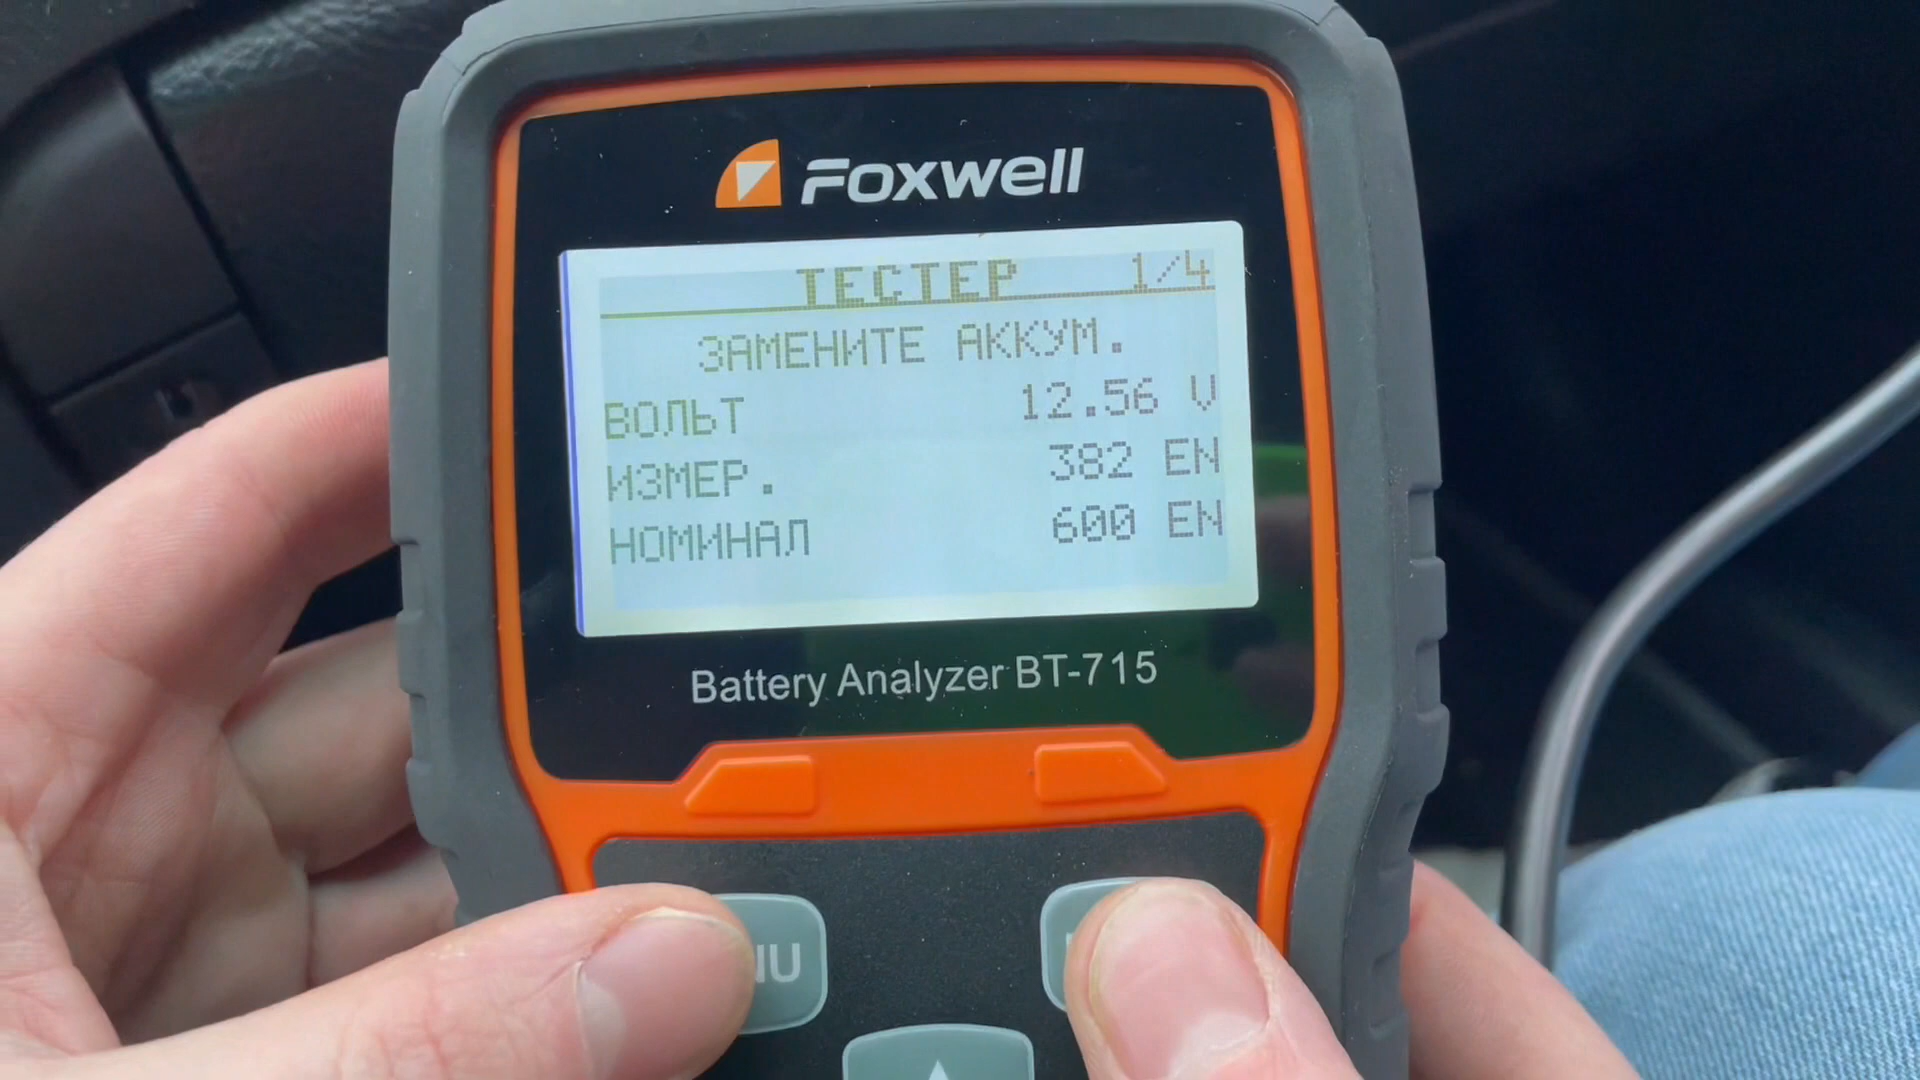 Foxwell
ТЕСТЕР 1/4
ЗАМЕНИТЕ АККУМ.
ВОЛЬТ 12.56 V
ИЗМЕР. 382 EN
НОМИНАЛ 600 EN
Battery Analyzer BT-715
NU